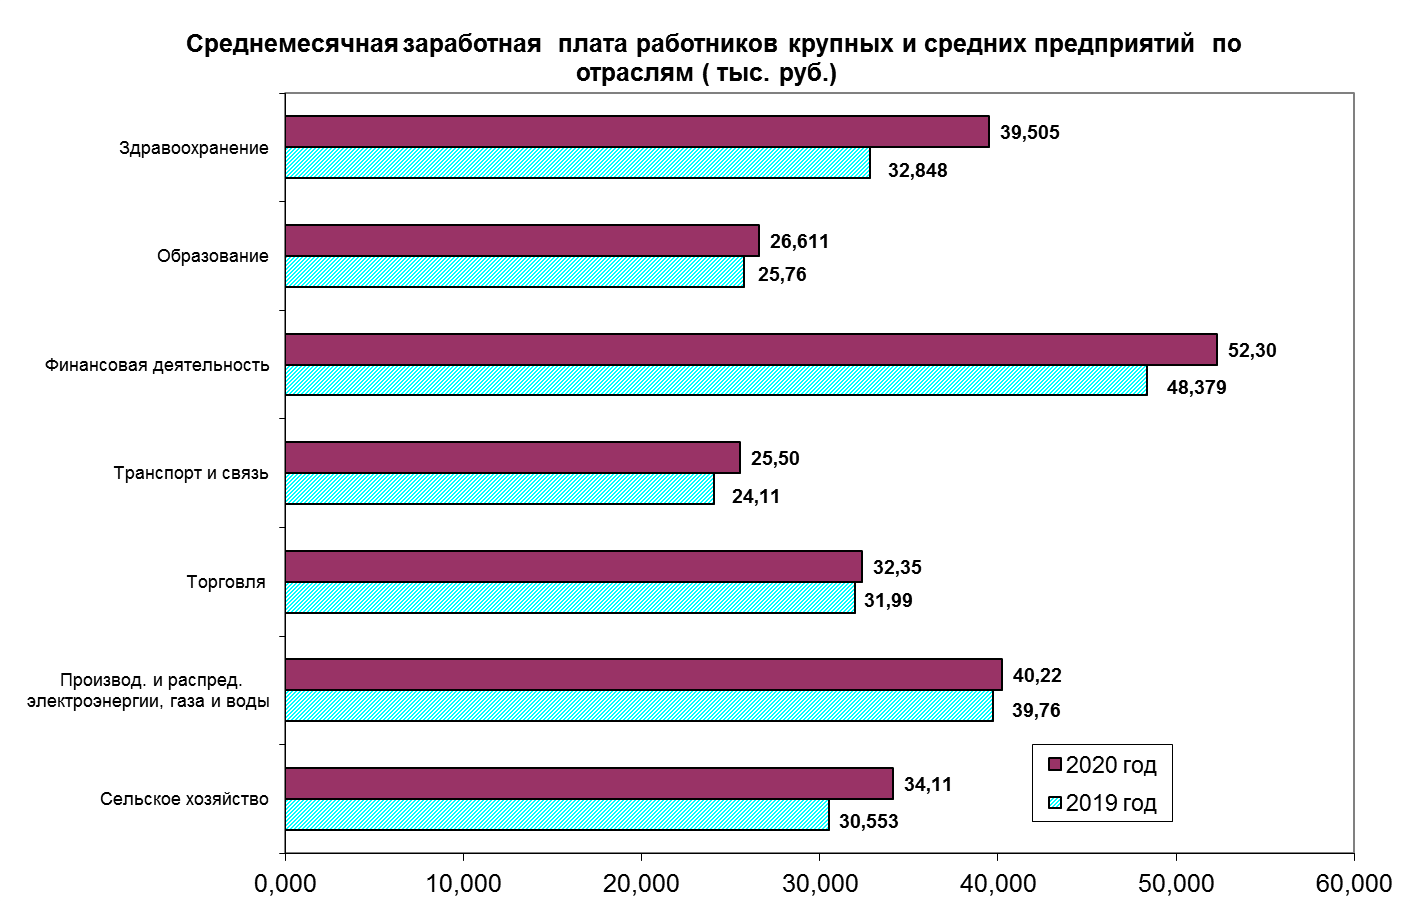 Среднемесячная заработная плата работников крупных и средних предприятий по
отраслям ( тыс. руб.)
Здравоохранение
39,505
32,848
Образование
26,611
25,76
Финансовая деятельность
52,30
48,379
Транспорт и связь
25,50
24,11
Торговля
32,35
31,99
Производ. и распред.
электроэнергии, газа и воды
40,22
39,76
Сельское хозяйство
34,11
30,553
2020 год
2019 год
0,000 10,000 20,000 30,000 40,000 50,000 60,000